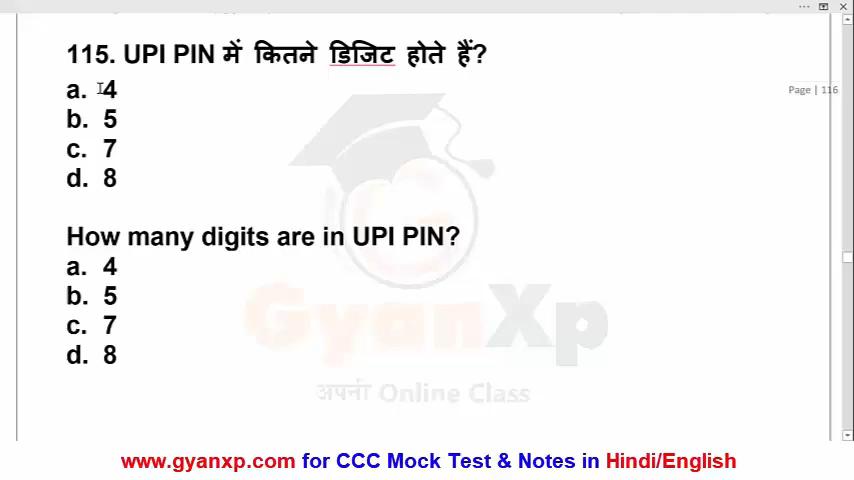 115. UPI PIN में कितने डिजिट होते हैं?
a. 4
Page | 116
b. 5
c. 7
d. 8
How many digits are in UPI PIN?
a. 4
b. 5
c. 7
d. 8
GyanXp
अपनी Online Class
www.gyanxp.com for CCC Mock Test & Notes in Hindi/English